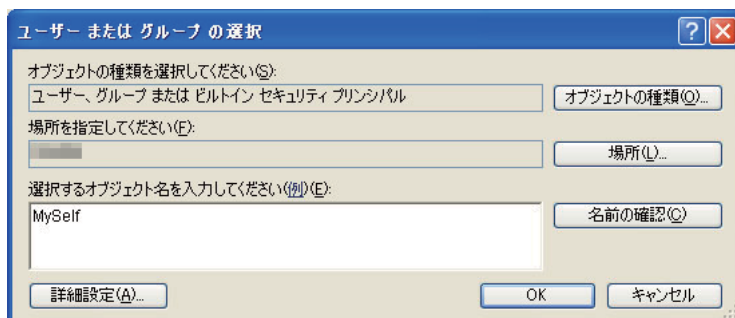 ユーザー または グループ の選択
オブジェクトの種類を選択してください(S):
ユーザー、グループ または ビルトイン セキュリティ プリンシパル
オブジェクトの種類(O)...
場所を指定してください(F):
場所(L)...
選択するオブジェクト名を入力してください(例)(E):
MySelf
名前の確認(C)
詳細設定(A)...
OK
キャンセル